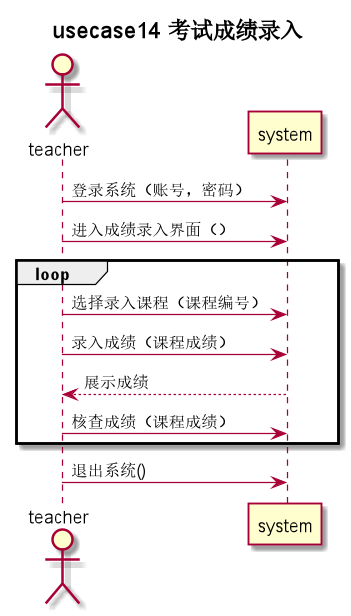 usecase14 考试成绩录入
teacher
system
登录系统（账号，密码）
进入成绩录入界面（）
loop
选择录入课程（课程编号）
录入成绩（课程成绩）
展示成绩
核查成绩（课程成绩）
退出系统()
teacher
system